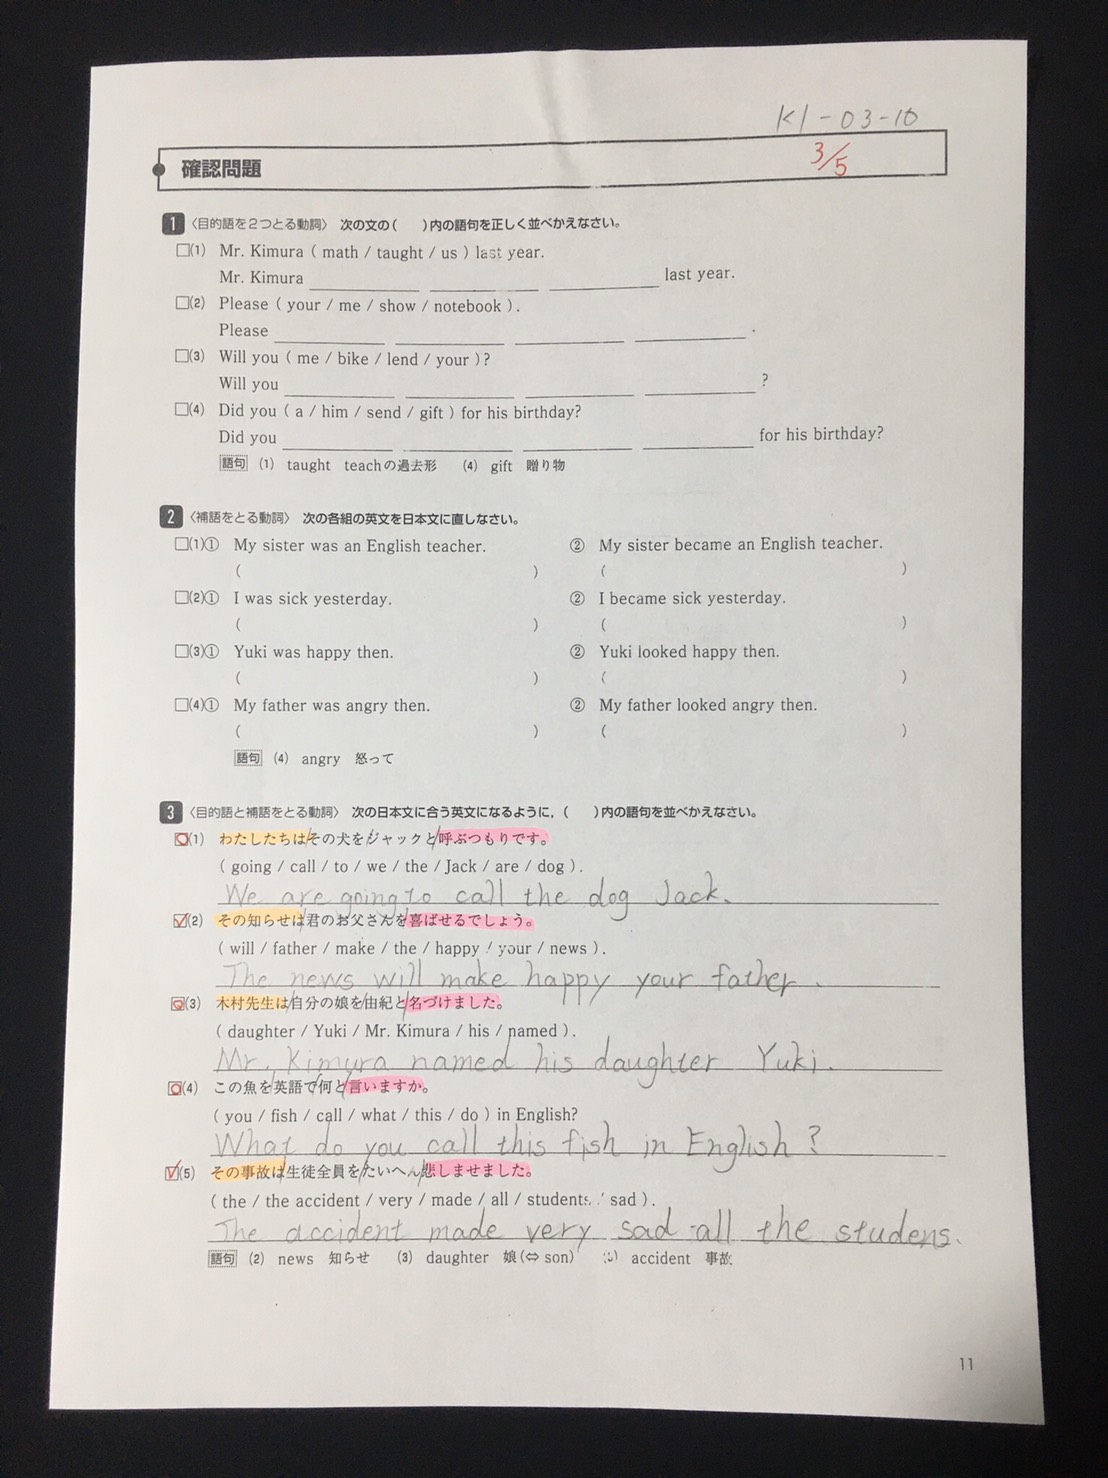 K1-03-10
確認問題
3/5
1 〈目的語を2つとる動詞〉 次の文の( )内の語句を正しく並べかえなさい。
□(1) Mr. Kimura ( math / taught / us ) last year.
Mr. Kimura last year.
□(2) Please ( your / me / show / notebook ).
Please .
□(3) Will you ( me / bike / lend / your )?
Will you ?
□(4) Did you ( a / him / send / gift ) for his birthday?
Did you for his birthday?
語句 (1) taught teachの過去形 (4) gift 贈り物
2 〈補語をとる動詞〉 次の各組の英文を日本文に直しなさい。
□(1)① My sister was an English teacher. ② My sister became an English teacher.
( ) ( )
□(2)① I was sick yesterday. ② I became sick yesterday.
( ) ( )
□(3)① Yuki was happy then. ② Yuki looked happy then.
( ) ( )
□(4)① My father was angry then. ② My father looked angry then.
( ) ( )
語句 (4) angry 怒って
3 〈目的語と補語をとる動詞〉 次の日本文に合う英文になるように,( )内の語句を並べかえなさい。
□(1) わたしたちは/その犬を/ジャックと/呼ぶつもりです。
( going / call / to / we / the / Jack / are / dog ).
We are going to call the dog Jack.
□(2) その知らせは/君のお父さんを/喜ばせるでしょう。
( will / father / make / the / happy / your / news ).
The news will make happy your father.
□(3) 木村先生は/自分の娘を/由紀と/名づけました。
( daughter / Yuki / Mr. Kimura / his / named ).
Mr. Kimura named his daughter Yuki.
□(4) この魚を/英語で/何と/言いますか。
( you / fish / call / what / this / do ) in English?
What do you call this fish in English?
□(5) その事故は/生徒全員を/たいへん/悲しませました。
( the / the accident / very / made / all / students / sad ).
The accident made very sad all the studens.
語句 (2) news 知らせ (3) daughter 娘(⇔son) (5) accident 事故
11